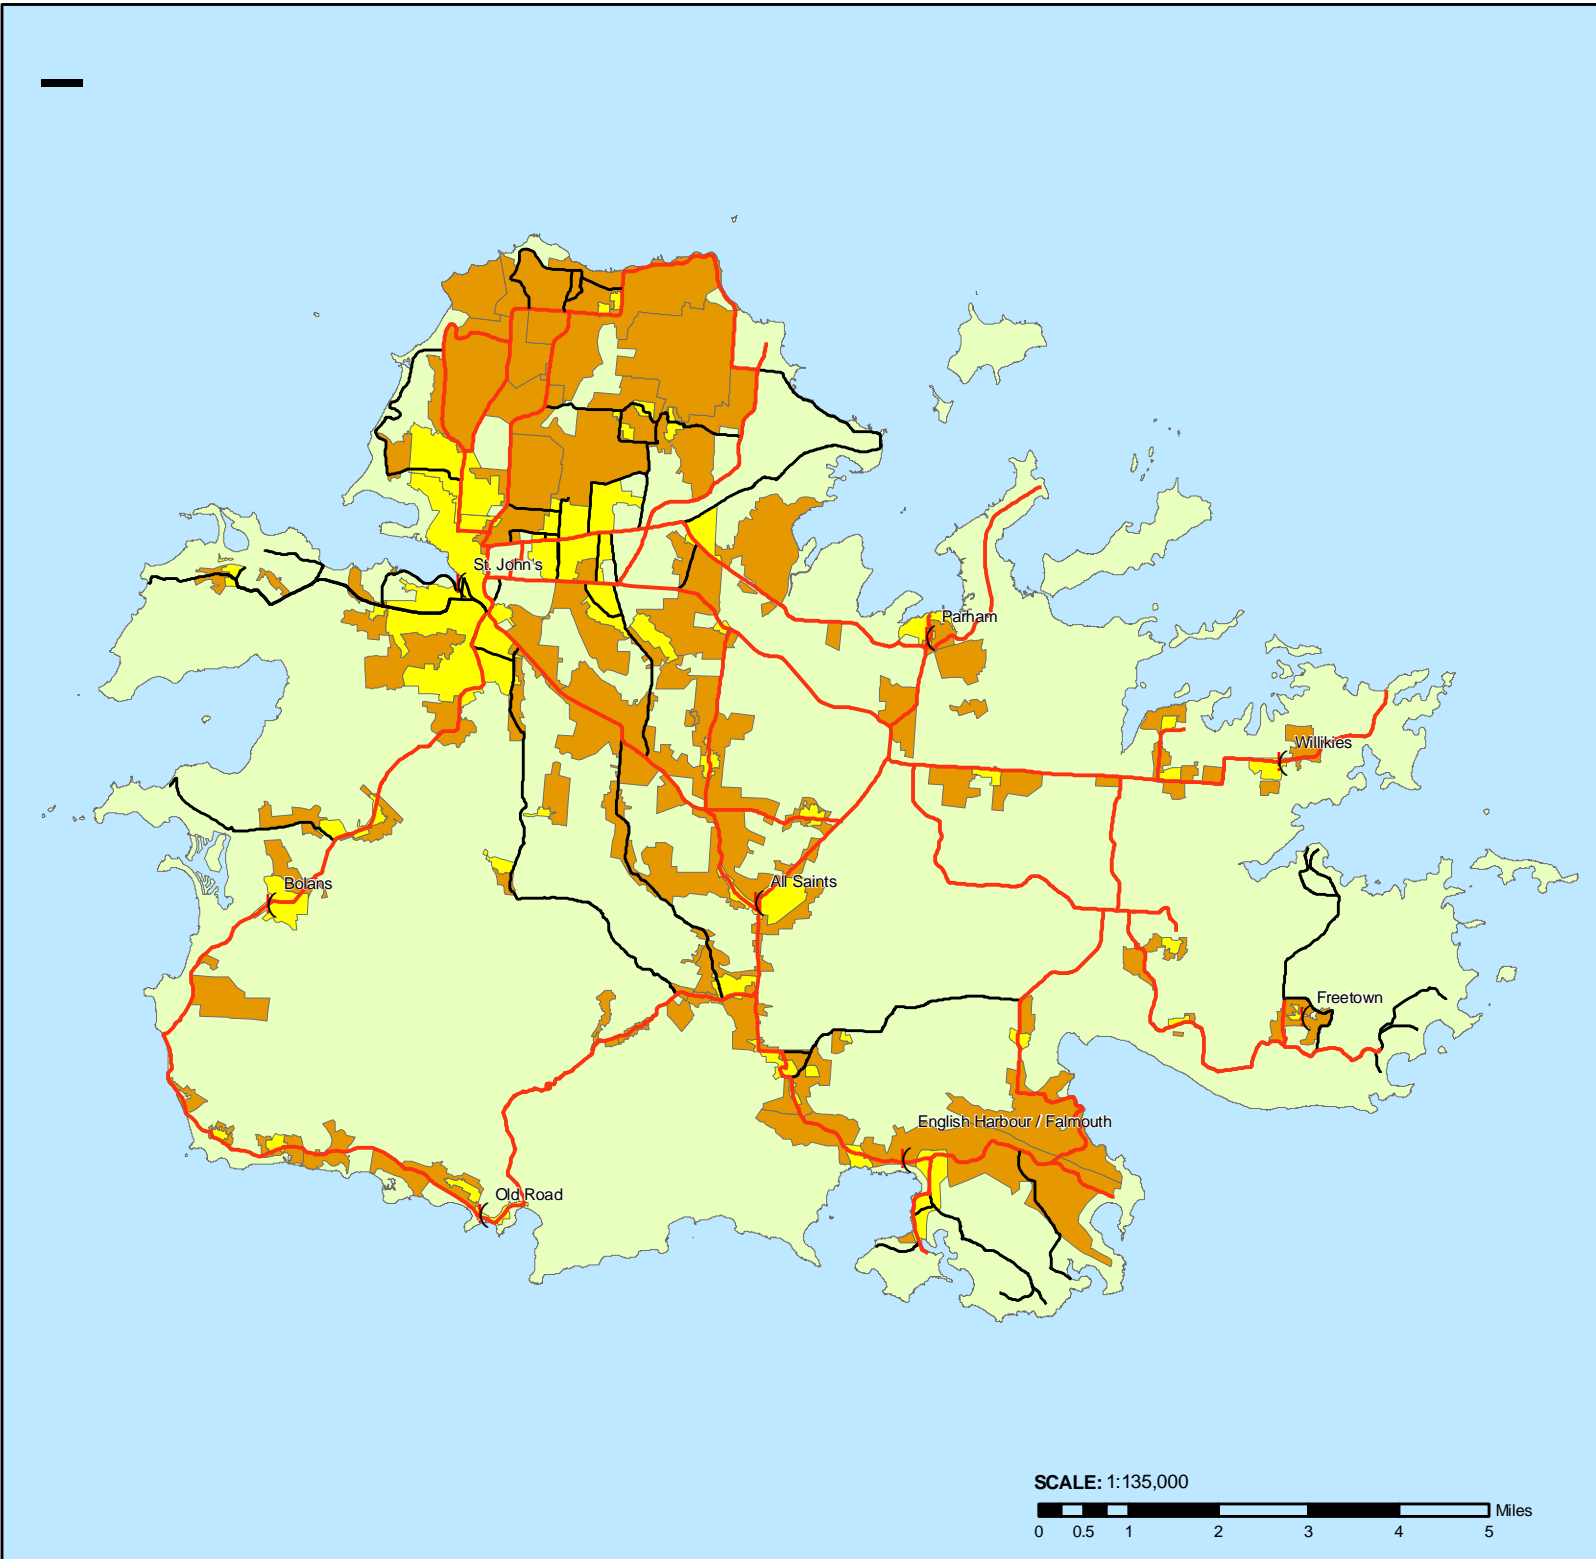 St. John's
Parham
Willikies
Bolans
All Saints
Freetown
English Harbour / Falmouth
Old Road
SCALE: 1:135,000
Miles
0 0.5 1 2 3 4 5